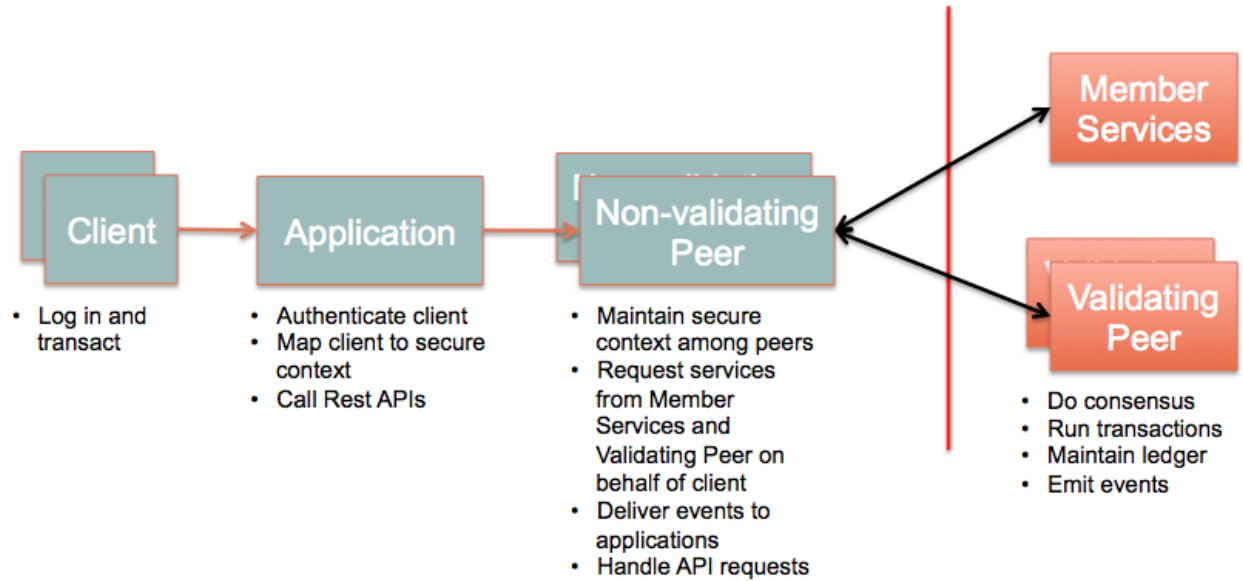 Member
Services
Client
Application
Non-validating
Peer
Validating
Peer
• Log in and
transact
• Authenticate client
• Map client to secure
context
• Call Rest APIs
• Maintain secure
context among peers
• Request services
from Member
Services and
Validating Peer on
behalf of client
• Deliver events to
applications
• Handle API requests
• Do consensus
• Run transactions
• Maintain ledger
• Emit events